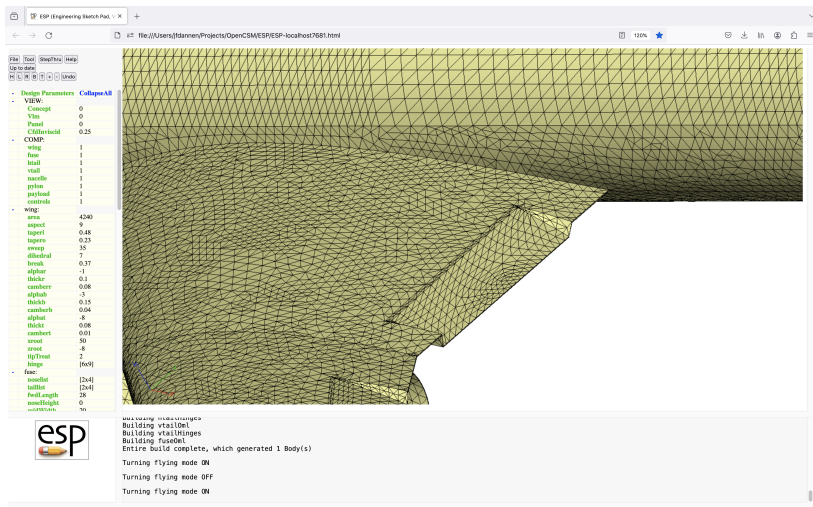 ESP (Engineering Sketch Pad, V
file:///Users/jfdannen/Projects/OpenCSM/ESP/ESP-localhost7681.html
120%
File Tool StepThru Help
Up to date
H L R B T + - Undo
- Design Parameters CollapseAll
- VIEW:
Concept 0
Vlm 0
Panel 0
CfdInviscid 0.25
- COMP:
wing 1
fuse 1
htail 1
vtail 1
nacelle 1
pylon 1
payload 1
controls 1
- wing:
area 4240
aspect 9
taperi 0.48
tapero 0.23
sweep 35
dihedral 7
break 0.37
alphar -1
thickr 0.1
camberr 0.08
alphab -3
thickb 0.15
camberb 0.04
alphat -8
thickt 0.08
cambert 0.01
xroot 50
zroot -8
tipTreat 2
hinge [6x9]
- fuse:
noselist [2x4]
taillist [2x4]
fwdLength 28
noseHeight 0
midWidth 20
esp
Building htailHinges
Building vtailOml
Building vtailHinges
Building fuseOml
Entire build complete, which generated 1 Body(s)
Turning flying mode ON
Turning flying mode OFF
Turning flying mode ON